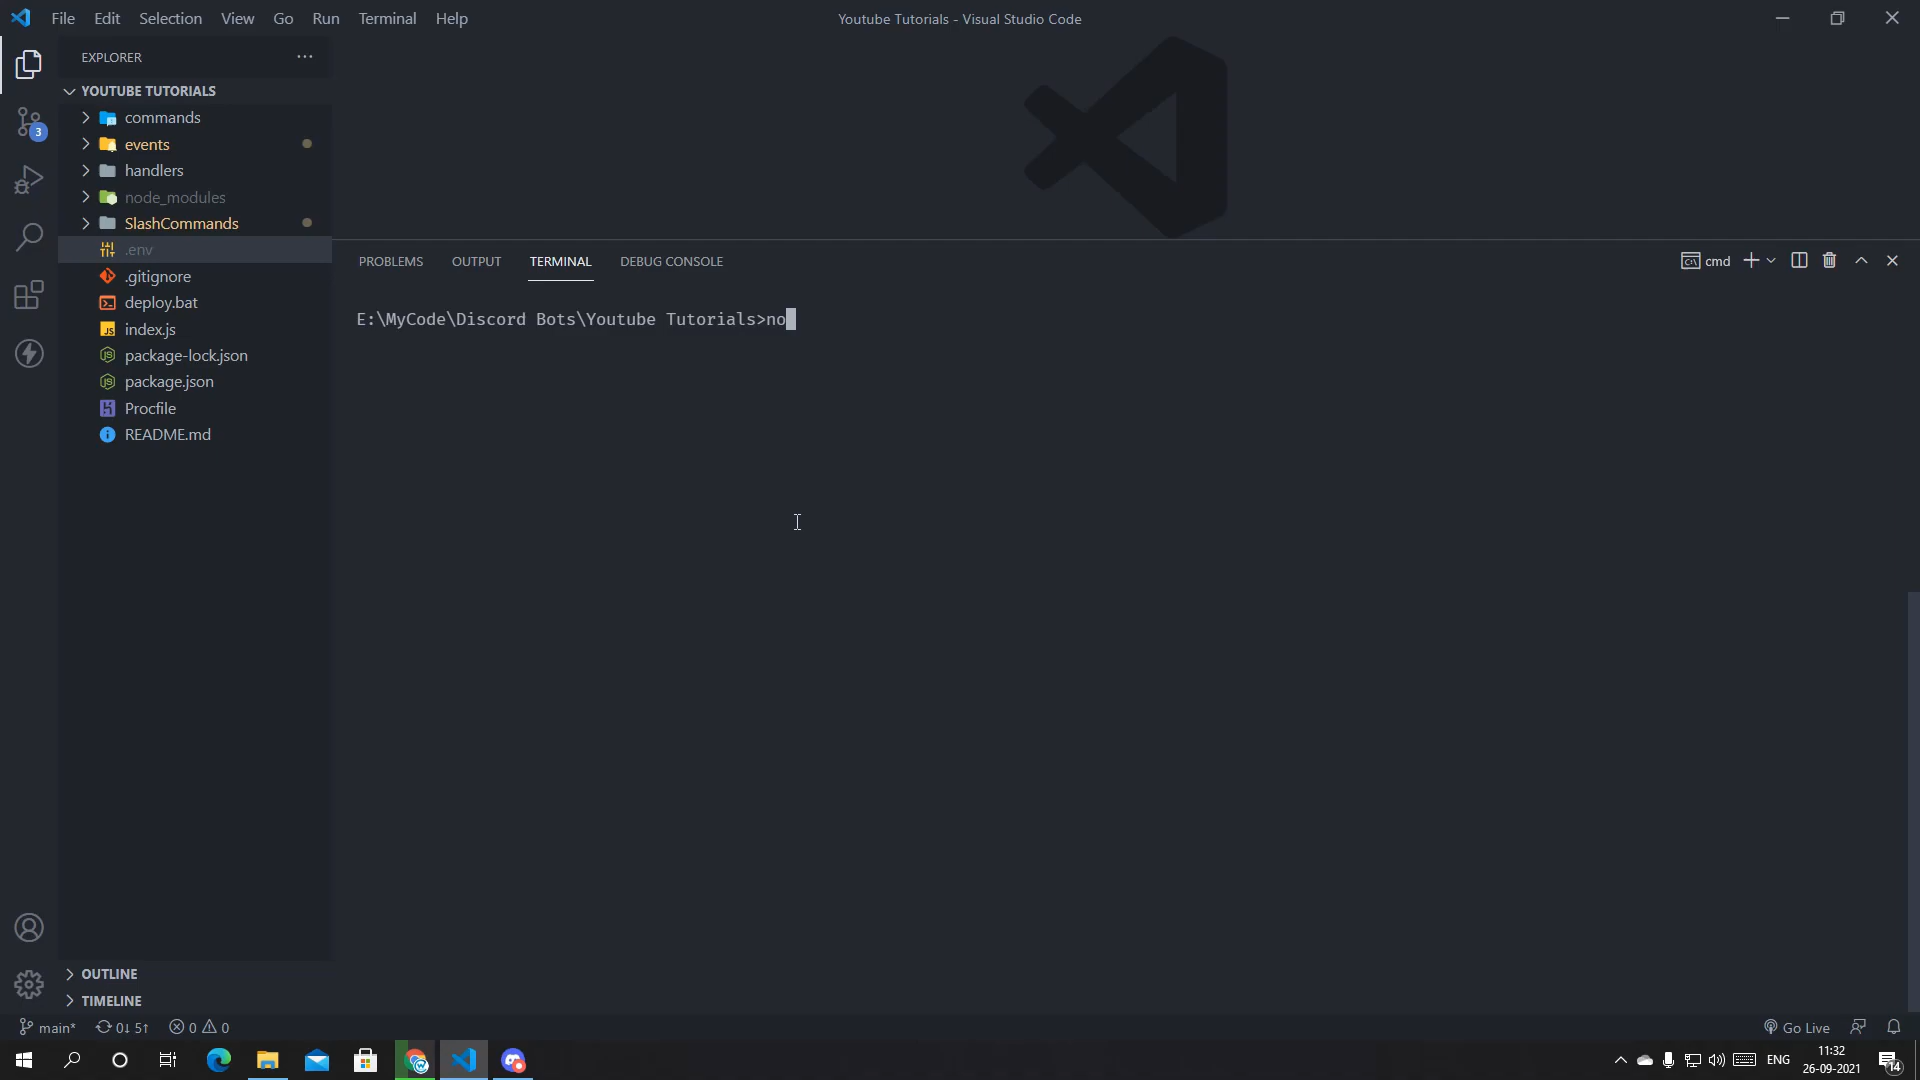 File Edit Selection View Go Run Terminal Help
Youtube Tutorials - Visual Studio Code
EXPLORER
YOUTUBE TUTORIALS
commands
events
handlers
node_modules
SlashCommands
.env
.gitignore
deploy.bat
index.js
package-lock.json
package.json
Procfile
README.md
OUTLINE
TIMELINE
3
PROBLEMS OUTPUT TERMINAL DEBUG CONSOLE
cmd
E:\MyCode\Discord Bots\Youtube Tutorials>no
main* 0↓ 5↑ 0 0
Go Live
ENG
11:32
26-09-2021
14